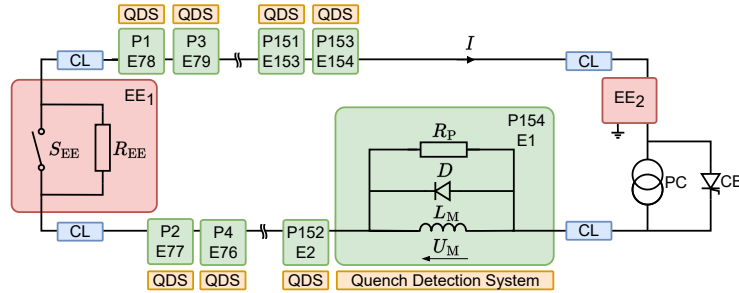 QDS QDS QDS QDS
P1 P3 P151 P153
E78 E79 E153 E154
CL I CL
EE1
SEE REE
EE2
P154
E1
RP
D
LM
UM
PC CB
CL P2 P4 P152 CL
E77 E76 E2
QDS QDS QDS Quench Detection System